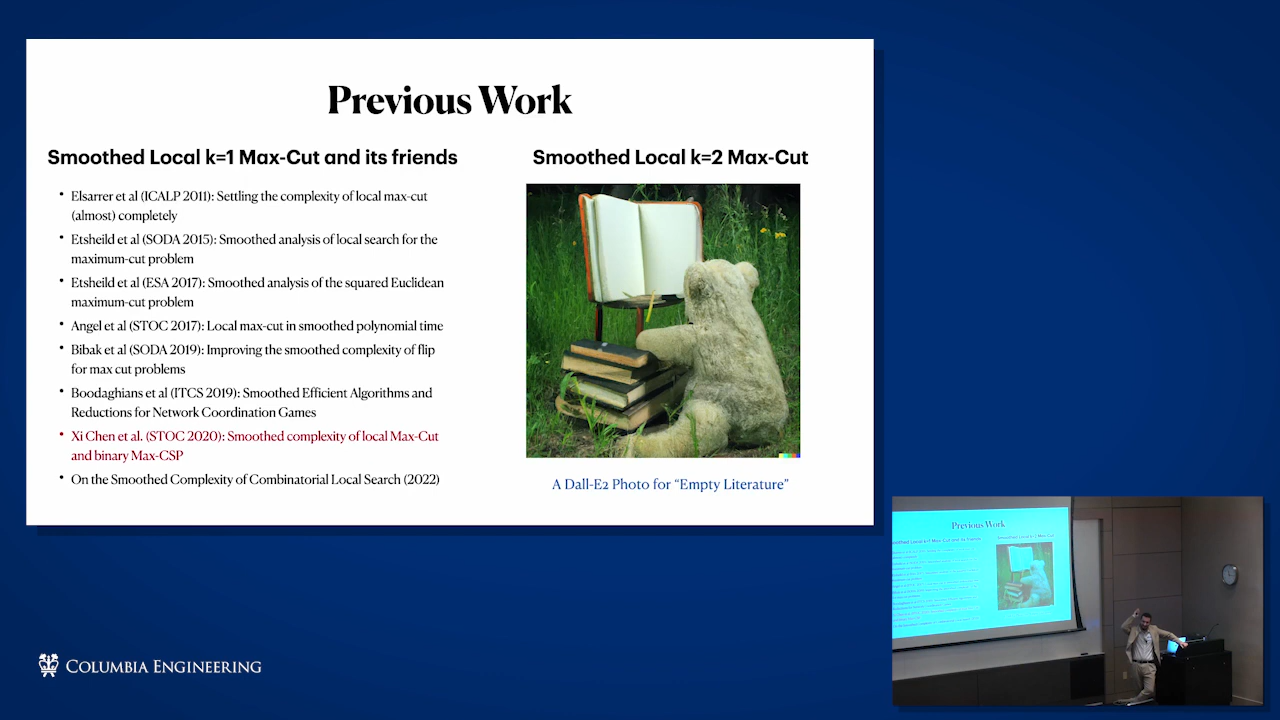 Previous Work
Smoothed Local k=1 Max-Cut and its friends
• Elsarrer et al (ICALP 2011): Settling the complexity of local max-cut
(almost) completely
• Etsheild et al (SODA 2015): Smoothed analysis of local search for the
maximum-cut problem
• Etsheild et al (ESA 2017): Smoothed analysis of the squared Euclidean
maximum-cut problem
• Angel et al (STOC 2017): Local max-cut in smoothed polynomial time
• Bibak et al (SODA 2019): Improving the smoothed complexity of flip
for max cut problems
• Boodaghians et al (ITCS 2019): Smoothed Efficient Algorithms and
Reductions for Network Coordination Games
• Xi Chen et al. (STOC 2020): Smoothed complexity of local Max-Cut
and binary Max-CSP
• On the Smoothed Complexity of Combinatorial Local Search (2022)
Smoothed Local k=2 Max-Cut
A Dall-E2 Photo for “Empty Literature”
Previous Work
COLUMBIA ENGINEERING